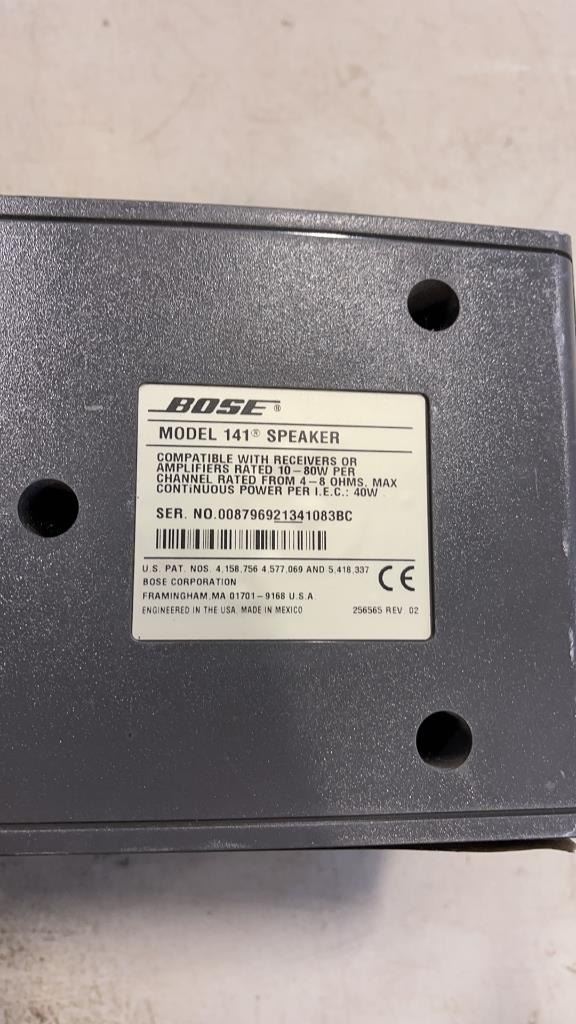 BOSE®
MODEL 141® SPEAKER
COMPATIBLE WITH RECEIVERS OR
AMPLIFIERS RATED 10-80W PER
CHANNEL RATED FROM 4-8 OHMS. MAX
CONTiNUOUS POWER PER I.E.C.: 40W
SER. NO.008796921341083BC
U.S. PAT. NOS. 4,158,756 4,577,069 AND 5,418,337
BOSE CORPORATION
FRAMINGHAM,MA 01701-9168 U.S.A.
ENGINEERED IN THE USA. MADE IN MEXICO
CE
256565 REV. 02